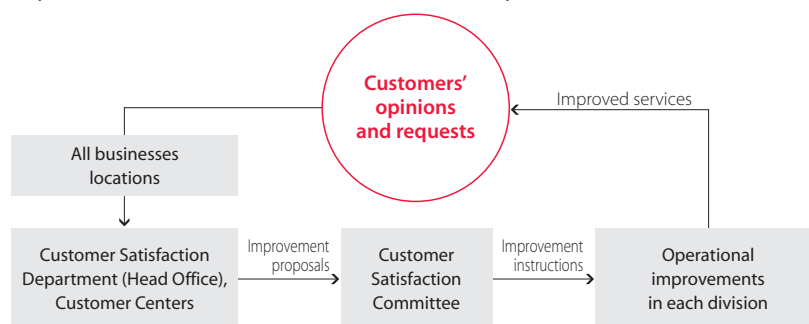 Customers’
opinions
and requests
Improved services
All businesses
locations
Customer Satisfaction
Department (Head Office),
Customer Centers
Improvement
proposals
Customer
Satisfaction
Committee
Improvement
instructions
Operational
improvements
in each division